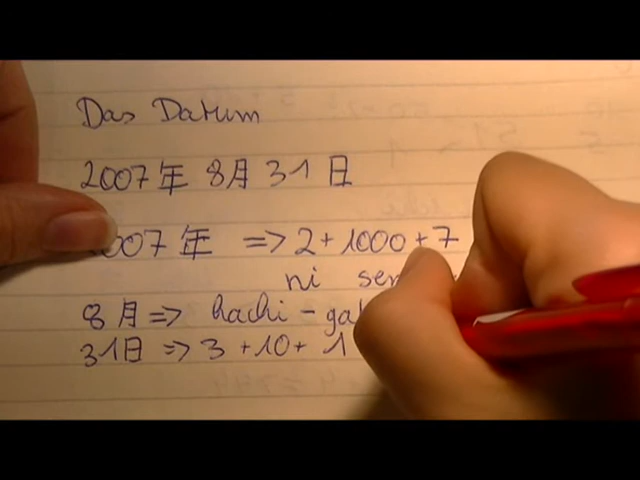 Das Datum
2007年 8月 31日
007年 => 2+1000+7
ni sen
8月 => hachi-gat
31日 => 3 +10+ 1